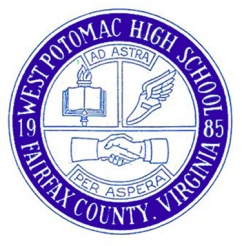 WEST POTOMAC HIGH SCHOOL
AD ASTRA
19 85
PER ASPERA
FAIRFAX COUNTY, VIRGINIA